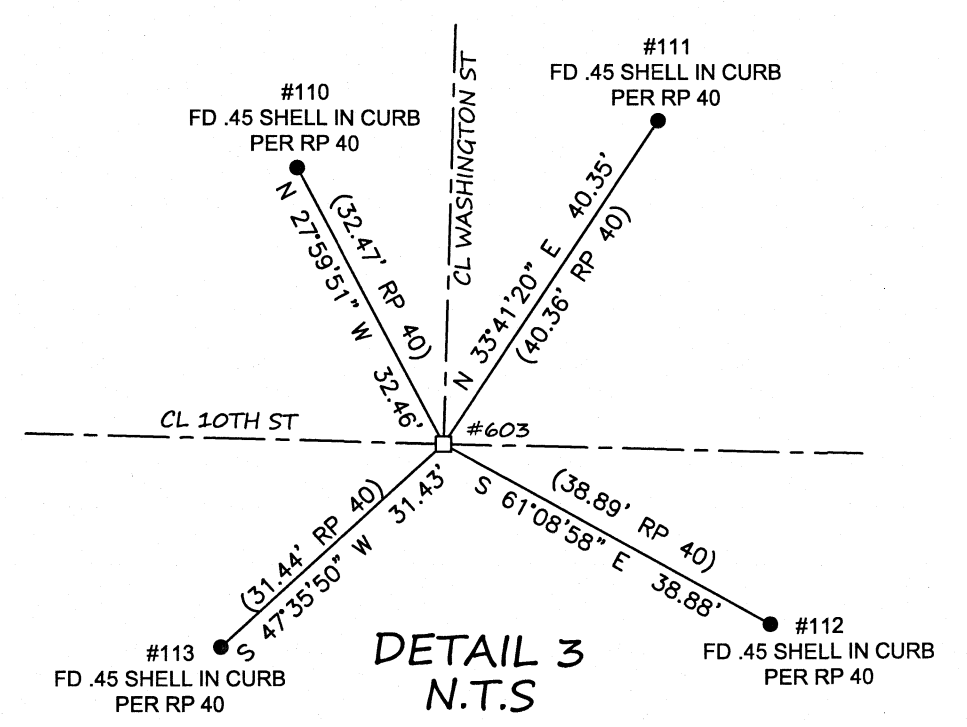 #111
FD .45 SHELL IN CURB
PER RP 40
#110
FD .45 SHELL IN CURB
PER RP 40
CL WASHINGTON ST
N 27°59'51" W 32.46'
(32.47' RP 40)
N 33°41'20" E 40.35'
(40.36' RP 40)
CL 10TH ST
#603
(31.44' RP 40)
S 47°35'50" W 31.43'
(38.89' RP 40)
S 61°08'58" E 38.88'
#113
FD .45 SHELL IN CURB
PER RP 40
DETAIL 3
N.T.S
#112
FD .45 SHELL IN CURB
PER RP 40